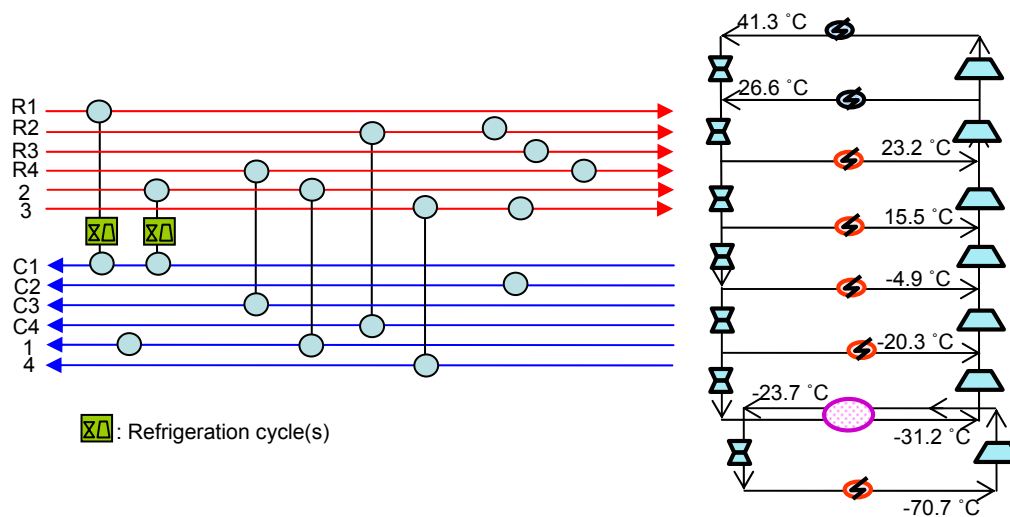 R1
R2
R3
R4
2
3
C1
C2
C3
C4
1
4
: Refrigeration cycle(s)
41.3 ˚C
26.6 ˚C
23.2 ˚C
15.5 ˚C
-4.9 ˚C
-20.3 ˚C
-23.7 ˚C
-31.2 ˚C
-70.7 ˚C